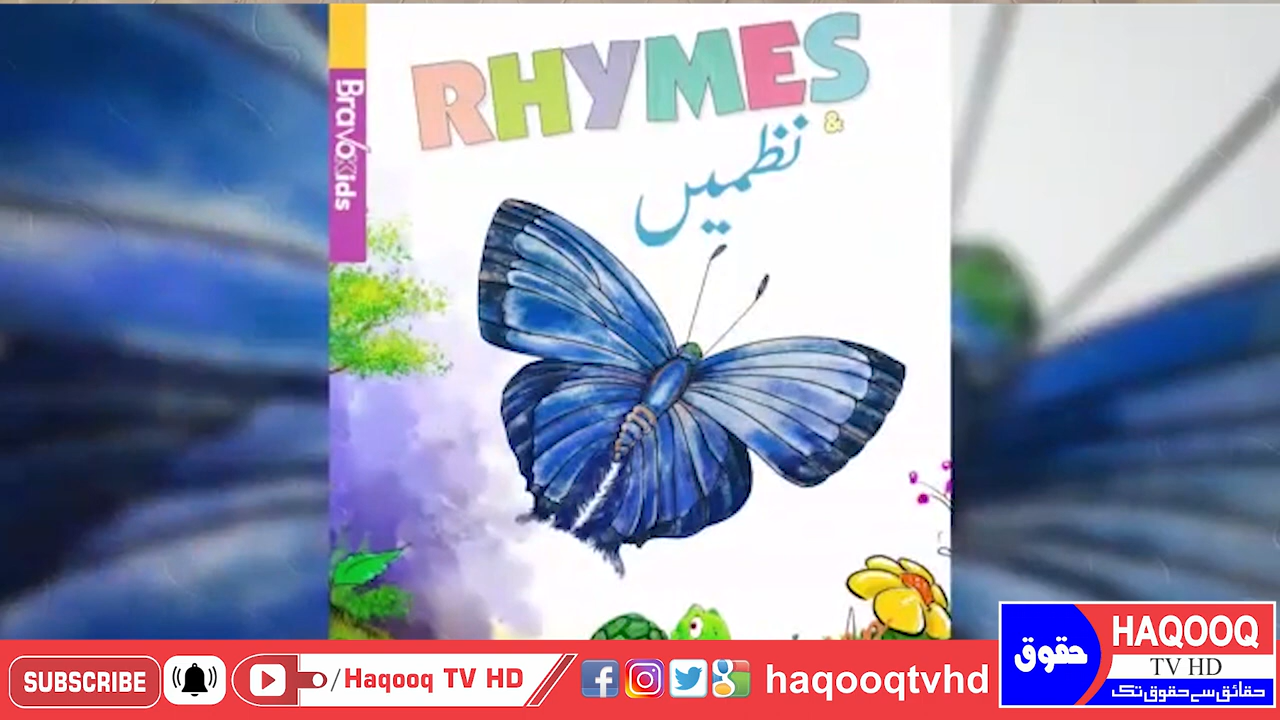 RHYMES
&
نظمیں
BravoKids
SUBSCRIBE
/Haqooq TV HD
haqooqtvhd
حقوق
HAQOOQ
TV HD
حقائق سے حقوق تک